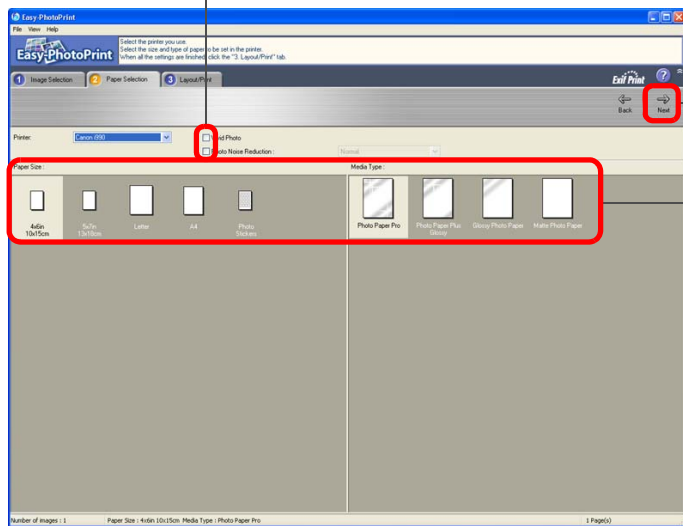 Easy-PhotoPrint
File View Help
Easy-PhotoPrint
Select the printer you use.
Select the size and type of paper to be set in the printer.
When all the settings are finished, click the "3. Layout/Print" tab.
1 Image Selection
2 Paper Selection
3 Layout/Print
Exif Print
?
Back
Next
Printer:
Canon i990
Vivid Photo
Photo Noise Reduction :
Normal
Paper Size :
Media Type :
4x6in
10x15cm
5x7in
13x18cm
Letter
A4
Photo
Stickers
Photo Paper Pro
Photo Paper Plus
Glossy
Glossy Photo Paper
Matte Photo Paper
Number of images : 1
Paper Size : 4x6in 10x15cm Media Type : Photo Paper Pro
1 Page(s)